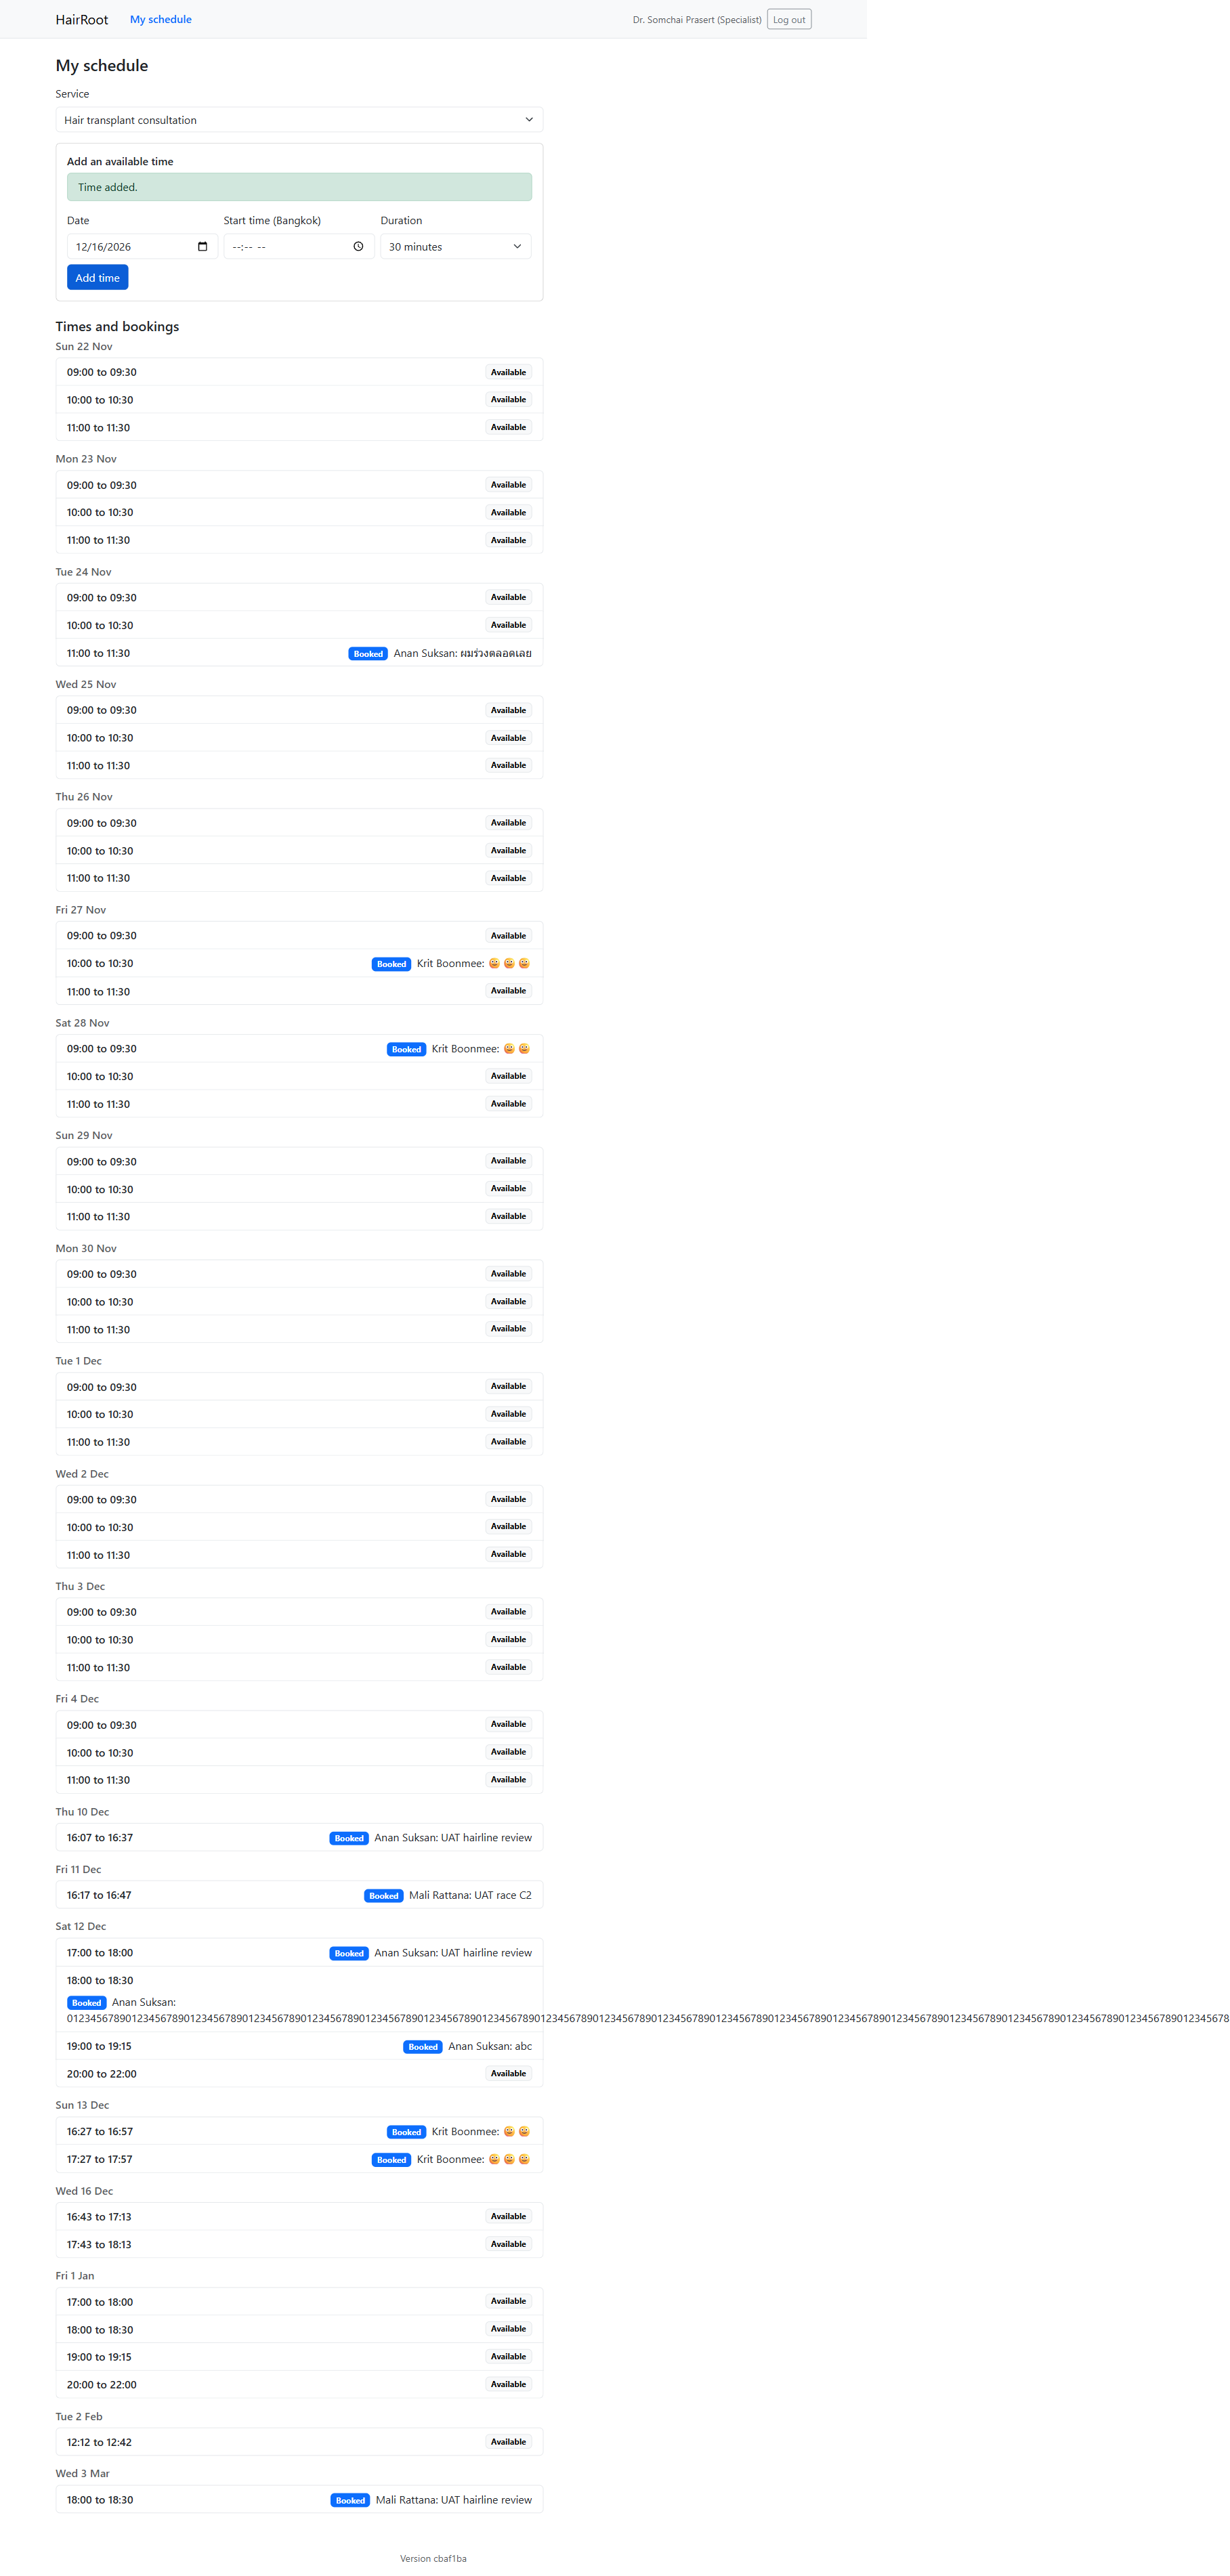 HairRoot My schedule Dr. Somchai Prasert (Specialist) Log out
My schedule
Service
Hair transplant consultation
Add an available time
Time added.
Date Start time (Bangkok) Duration
12/16/2026 --:-- -- 30 minutes
Add time
Times and bookings
Sun 22 Nov
09:00 to 09:30 Available
10:00 to 10:30 Available
11:00 to 11:30 Available
Mon 23 Nov
09:00 to 09:30 Available
10:00 to 10:30 Available
11:00 to 11:30 Available
Tue 24 Nov
09:00 to 09:30 Available
10:00 to 10:30 Available
11:00 to 11:30 Booked Anan Suksan: ผมร่วงตลอดเลย
Wed 25 Nov
09:00 to 09:30 Available
10:00 to 10:30 Available
11:00 to 11:30 Available
Thu 26 Nov
09:00 to 09:30 Available
10:00 to 10:30 Available
11:00 to 11:30 Available
Fri 27 Nov
09:00 to 09:30 Available
10:00 to 10:30 Booked Krit Boonmee: 🤪 🤪 🤪
11:00 to 11:30 Available
Sat 28 Nov
09:00 to 09:30 Booked Krit Boonmee: 🤪 🤪
10:00 to 10:30 Available
11:00 to 11:30 Available
Sun 29 Nov
09:00 to 09:30 Available
10:00 to 10:30 Available
11:00 to 11:30 Available
Mon 30 Nov
09:00 to 09:30 Available
10:00 to 10:30 Available
11:00 to 11:30 Available
Tue 1 Dec
09:00 to 09:30 Available
10:00 to 10:30 Available
11:00 to 11:30 Available
Wed 2 Dec
09:00 to 09:30 Available
10:00 to 10:30 Available
11:00 to 11:30 Available
Thu 3 Dec
09:00 to 09:30 Available
10:00 to 10:30 Available
11:00 to 11:30 Available
Fri 4 Dec
09:00 to 09:30 Available
10:00 to 10:30 Available
11:00 to 11:30 Available
Thu 10 Dec
16:07 to 16:37 Booked Anan Suksan: UAT hairline review
Fri 11 Dec
16:17 to 16:47 Booked Mali Rattana: UAT race C2
Sat 12 Dec
17:00 to 18:00 Booked Anan Suksan: UAT hairline review
18:00 to 18:30
Booked Anan Suksan:
0123456789012345678901234567890123456789012345678901234567890123456789012345678901234567890123456789012345678901234567890123456789012345678901234567890123456789012345678901234567890123456789012345678
19:00 to 19:15 Booked Anan Suksan: abc
20:00 to 22:00 Available
Sun 13 Dec
16:27 to 16:57 Booked Krit Boonmee: 🤪 🤪
17:27 to 17:57 Booked Krit Boonmee: 🤪 🤪 🤪
Wed 16 Dec
16:43 to 17:13 Available
17:43 to 18:13 Available
Fri 1 Jan
17:00 to 18:00 Available
18:00 to 18:30 Available
19:00 to 19:15 Available
20:00 to 22:00 Available
Tue 2 Feb
12:12 to 12:42 Available
Wed 3 Mar
18:00 to 18:30 Booked Mali Rattana: UAT hairline review
Version cbaf1ba